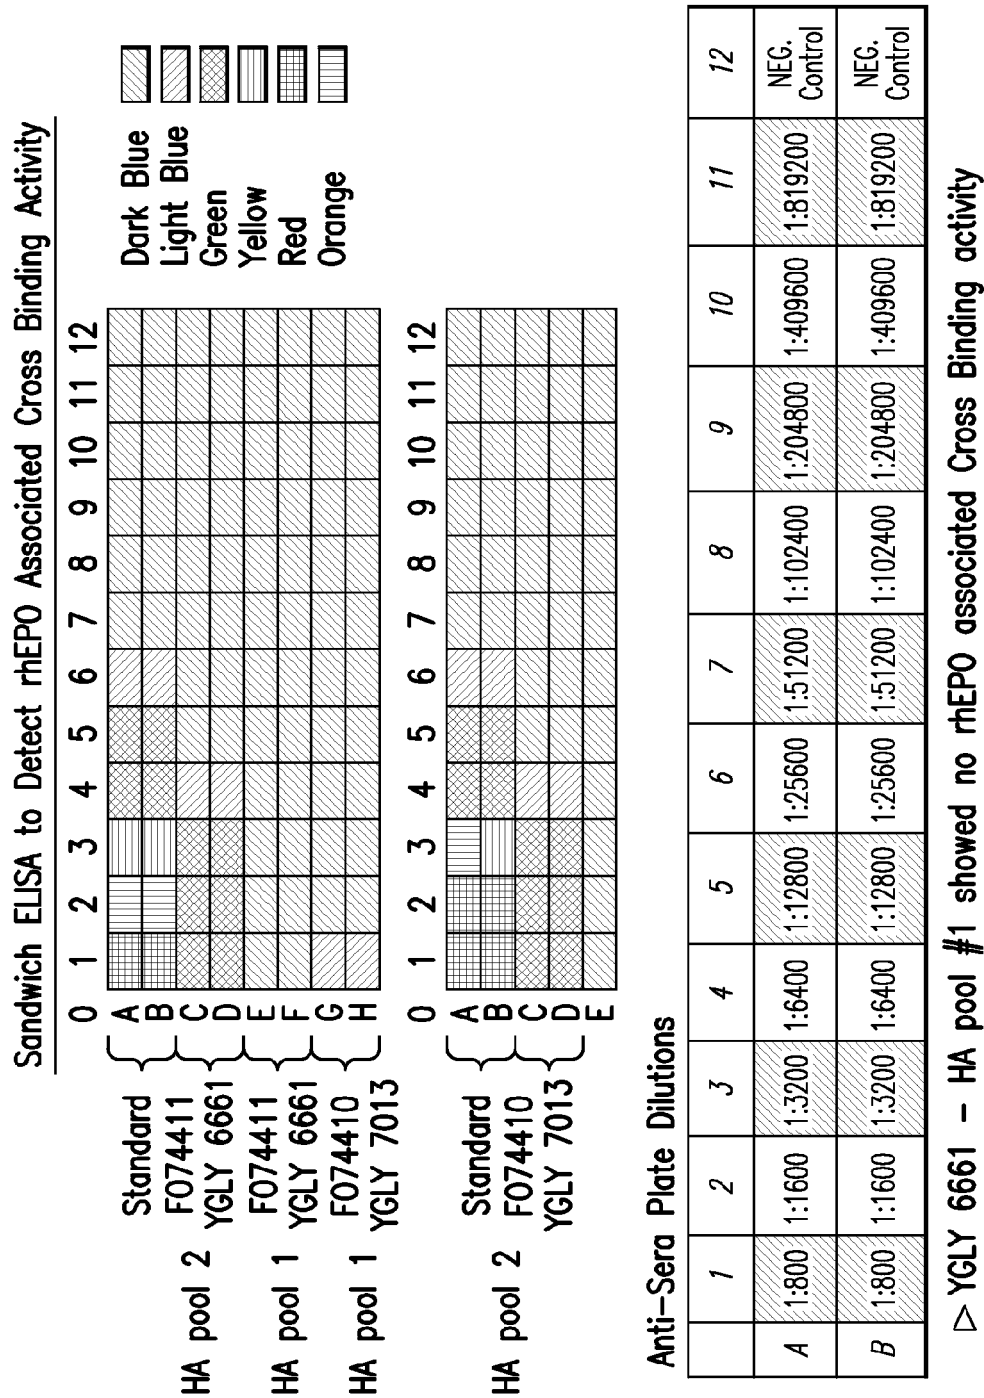 Sandwich ELISA to Detect rhEPO Associated Cross Binding Activity
0 1 2 3 4 5 6 7 8 9 10 11 12
Standard
A
B
HA pool 2
F074411
YGLY 6661
C
D
HA pool 1
F074411
YGLY 6661
E
F
HA pool 1
F074410
YGLY 7013
G
H
Dark Blue
Light Blue
Green
Yellow
Red
Orange
0 1 2 3 4 5 6 7 8 9 10 11 12
Standard
A
B
HA pool 2
F074410
YGLY 7013
C
D
E
Anti-Sera Plate Dilutions
1 2 3 4 5 6 7 8 9 10 11 12
A 1:800 1:1600 1:3200 1:6400 1:12800 1:25600 1:51200 1:102400 1:204800 1:409600 1:819200 NEG. Control
B 1:800 1:1600 1:3200 1:6400 1:12800 1:25600 1:51200 1:102400 1:204800 1:409600 1:819200 NEG. Control
▷ YGLY 6661 - HA pool #1 showed no rhEPO associated Cross Binding activity